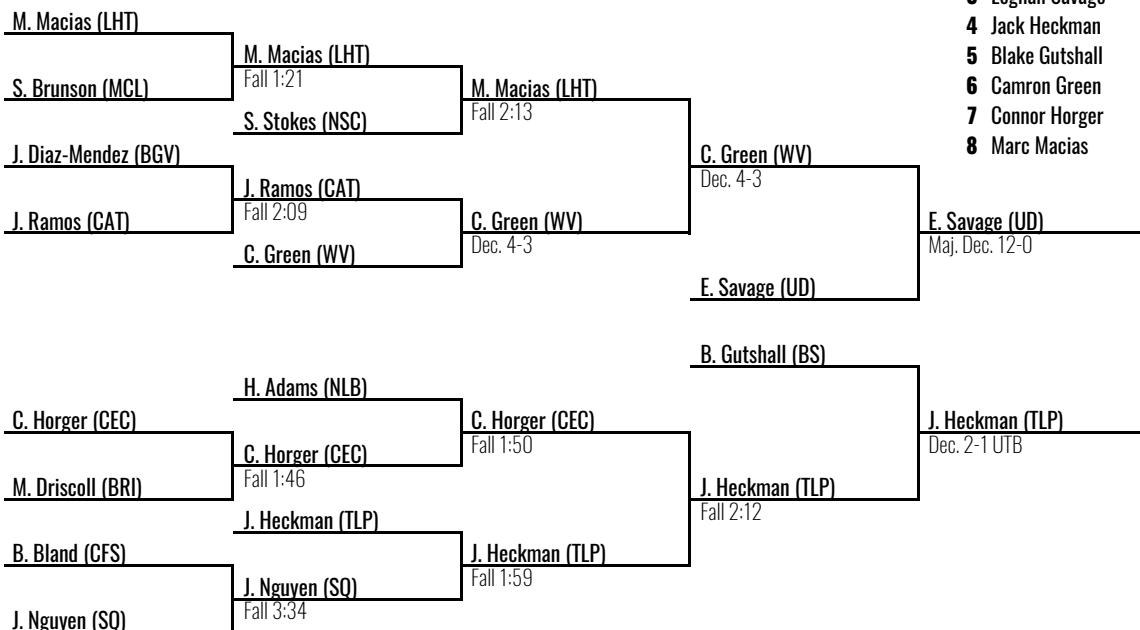 M. Macias (LHT)
S. Brunson (MCL)
J. Diaz-Mendez (BGV)
J. Ramos (CAT)
C. Horger (CEC)
M. Driscoll (BRI)
B. Bland (CFS)
J. Nguyen (SQ)
M. Macias (LHT)
Fall 1:21
S. Stokes (NSC)
J. Ramos (CAT)
Fall 2:09
C. Green (WV)
H. Adams (NLB)
C. Horger (CEC)
Fall 1:46
J. Heckman (TLP)
J. Nguyen (SQ)
Fall 3:34
M. Macias (LHT)
Fall 2:13
C. Green (WV)
Dec. 4-3
C. Horger (CEC)
Fall 1:50
J. Heckman (TLP)
Fall 1:59
C. Green (WV)
Dec. 4-3
E. Savage (UD)
B. Gutshall (BS)
J. Heckman (TLP)
Fall 2:12
E. Savage (UD)
Maj. Dec. 12-0
J. Heckman (TLP)
Dec. 2-1 UTB
3 Eoghan Savage
4 Jack Heckman
5 Blake Gutshall
6 Camron Green
7 Connor Horger
8 Marc Macias